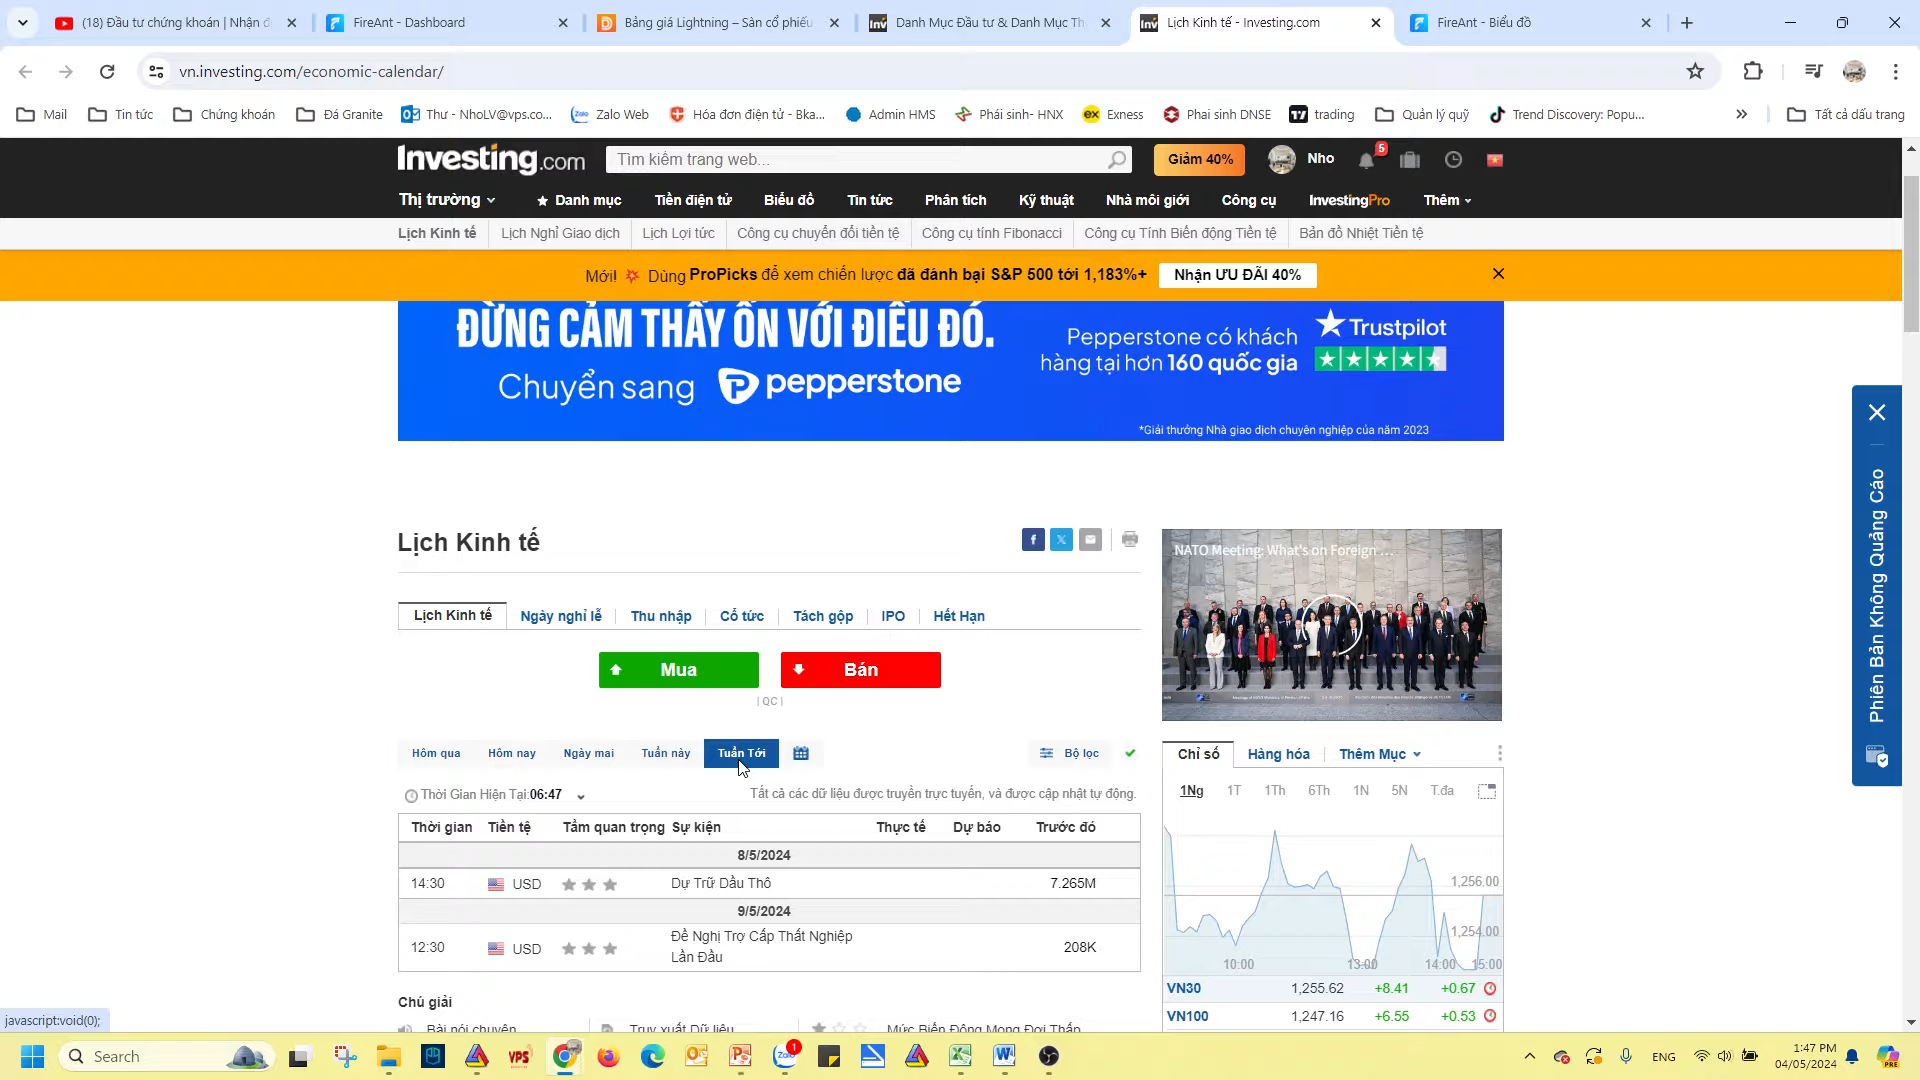 (18) Đầu tư chứng khoán | Nhận đ
FireAnt - Dashboard
Bảng giá Lightning – Sàn cổ phiếu
Danh Mục Đầu tư & Danh Mục Th
Lịch Kinh tế - Investing.com
FireAnt - Biểu đồ
vn.investing.com/economic-calendar/
Mail
Tin tức
Chứng khoán
Đá Granite
Thư - NhoLV@vps.co...
Zalo Web
Hóa đơn điện tử - Bka...
Admin HMS
Phái sinh- HNX
Exness
Phai sinh DNSE
trading
Quản lý quỹ
Trend Discovery: Popu...
Tất cả dấu trang
Investing.com
Tìm kiếm trang web...
Giảm 40%
Nho
5
Thị trường
Danh mục
Tiền điện tử
Biểu đồ
Tin tức
Phân tích
Kỹ thuật
Nhà môi giới
Công cụ
InvestingPro
Thêm
Lịch Kinh tế
Lịch Nghỉ Giao dịch
Lịch Lợi tức
Công cụ chuyển đổi tiền tệ
Công cụ tính Fibonacci
Công cụ Tính Biến động Tiền tệ
Bản đồ Nhiệt Tiền tệ
Mới! Dùng ProPicks để xem chiến lược đã đánh bại S&P 500 tới 1,183%+
Nhận ƯU ĐÃI 40%
ĐỪNG CẢM THẤY ỔN VỚI ĐIỀU ĐÓ.
Chuyển sang pepperstone
Pepperstone có khách
hàng tại hơn 160 quốc gia
Trustpilot
*Giải thưởng Nhà giao dịch chuyên nghiệp của năm 2023
Phiên Bản Không Quảng Cáo
Lịch Kinh tế
NATO Meeting: What's on Foreign ...
Lịch Kinh tế
Ngày nghỉ lễ
Thu nhập
Cổ tức
Tách gộp
IPO
Hết Hạn
Mua
Bán
| QC |
Hôm qua
Hôm nay
Ngày mai
Tuần này
Tuần Tới
Bộ lọc
Thời Gian Hiện Tại:06:47
Tất cả các dữ liệu được truyền trực tuyến, và được cập nhật tự động.
Thời gian Tiền tệ Tầm quan trọng Sự kiện Thực tế Dự báo Trước đó
8/5/2024
14:30 USD Dự Trữ Dầu Thô 7.265M
9/5/2024
12:30 USD Đề Nghị Trợ Cấp Thất Nghiệp
Lần Đầu 208K
Chú giải
Bài nói chuyện
Truy xuất Dữ liệu
Mức Biến Động Mong Đợi Thấp
Chỉ số
Hàng hóa
Thêm Mục
1Ng 1T 1Th 6Th 1N 5N T.đa
1,256.00
1,254.00
10:00 13:00 14:00 15:00
VN30 1,255.62 +8.41 +0.67
VN100 1,247.16 +6.55 +0.53
javascript:void(0);
Search
VPS
Zalo
1
ENG
1:47 PM
04/05/2024
PRE